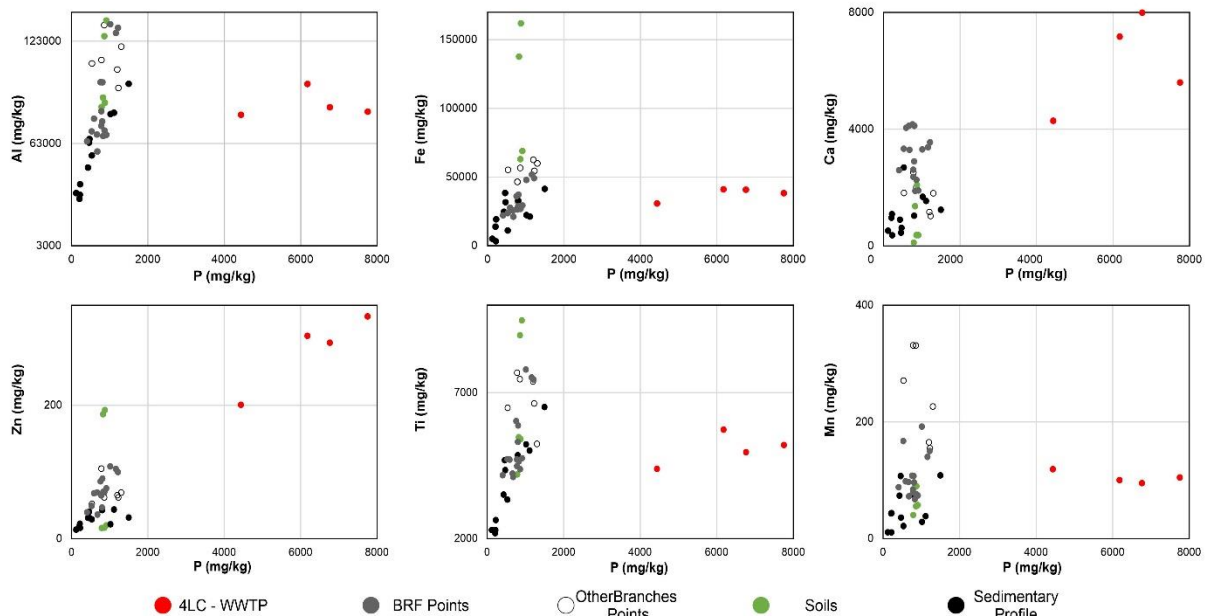 123000
63000
3000
Al (mg/kg)
0 2000 4000 6000 8000
P (mg/kg)
150000
100000
50000
0
Fe (mg/kg)
0 2000 4000 6000 8000
P (mg/kg)
8000
4000
0
Ca (mg/kg)
0 2000 4000 6000 8000
P (mg/kg)
200
0
Zn (mg/kg)
0 2000 4000 6000 8000
P (mg/kg)
7000
2000
Ti (mg/kg)
0 2000 4000 6000 8000
P (mg/kg)
400
200
0
Mn (mg/kg)
0 2000 4000 6000 8000
P (mg/kg)
4LC - WWTP
BRF Points
OtherBranches
Points
Soils
Sedimentary
Profile